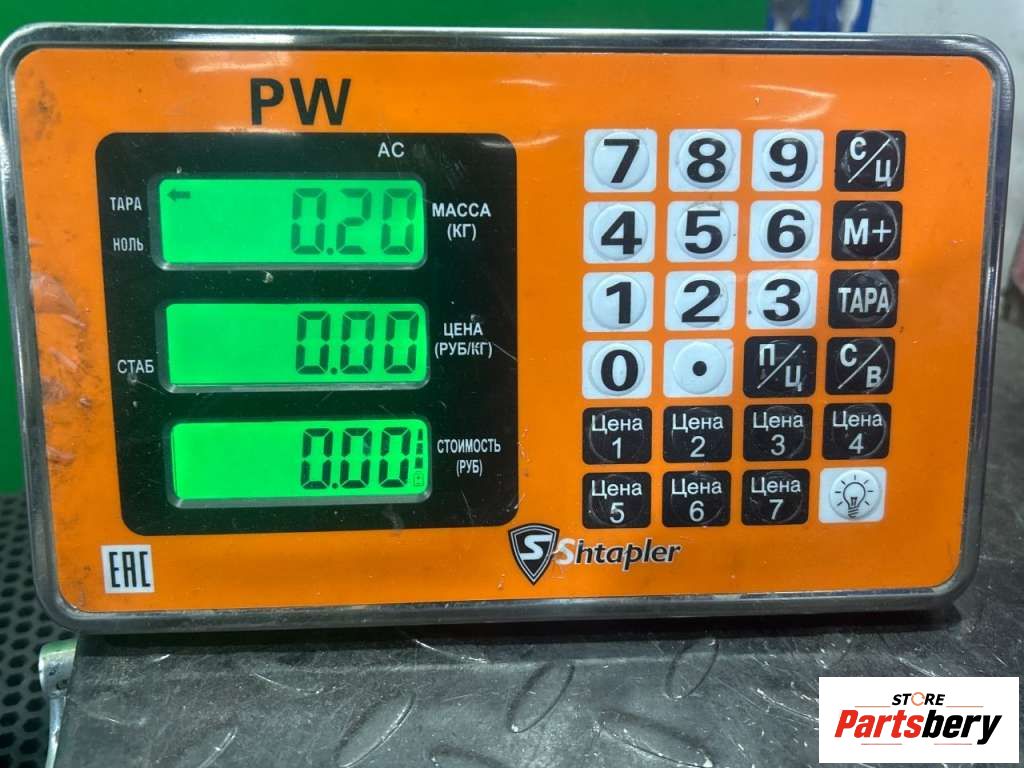 PW
AC
ТАРА
НОЛЬ
0.20
МАССА
(КГ)
0.00
ЦЕНА
(РУБ/КГ)
СТАБ
0.00
СТОИМОСТЬ
(РУБ)
7 8 9 С/Ц
4 5 6 М+
1 2 3 ТАРА
0 . П/Ц С/В
Цена 1 Цена 2 Цена 3 Цена 4
Цена 5 Цена 6 Цена 7
S Shtapler
EAC
STORE
Partsbery